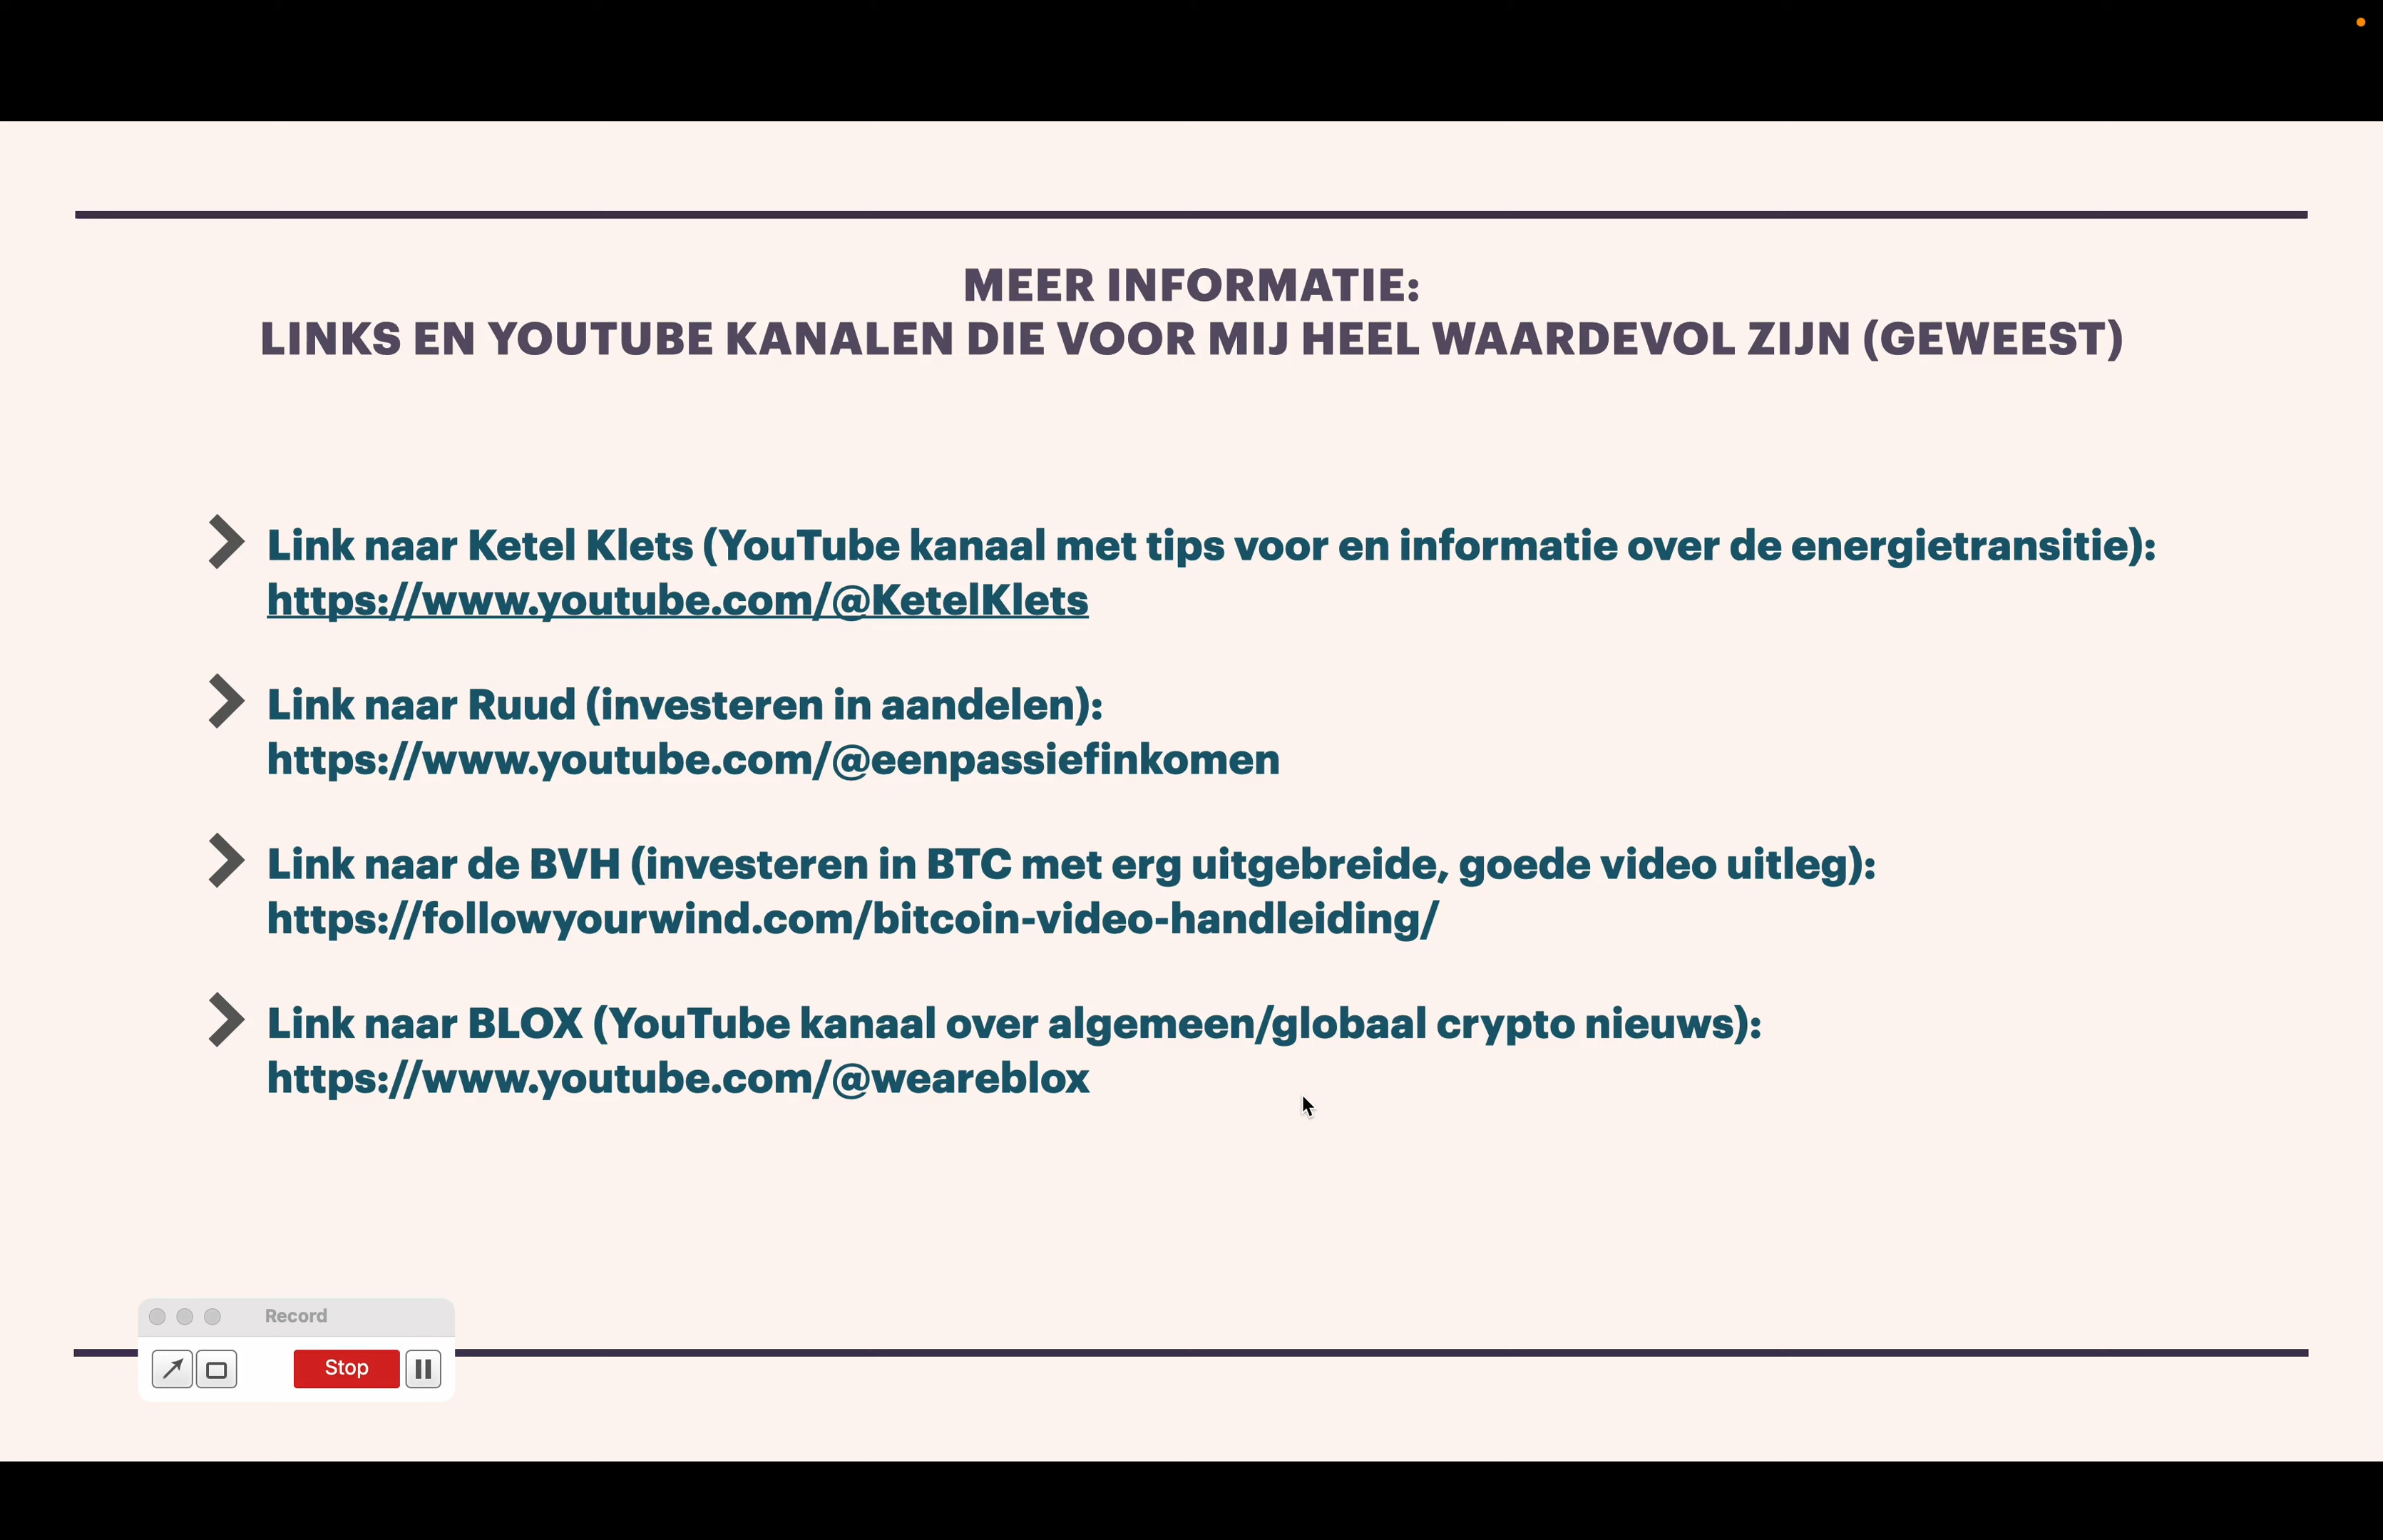 MEER INFORMATIE:
LINKS EN YOUTUBE KANALEN DIE VOOR MIJ HEEL WAARDEVOL ZIJN (GEWEEST)
Link naar Ketel Klets (YouTube kanaal met tips voor en informatie over de energietransitie):
https://www.youtube.com/@KetelKlets
Link naar Ruud (investeren in aandelen):
https://www.youtube.com/@eenpassiefinkomen
Link naar de BVH (investeren in BTC met erg uitgebreide, goede video uitleg):
https://followyourwind.com/bitcoin-video-handleiding/
Link naar BLOX (YouTube kanaal over algemeen/globaal crypto nieuws):
https://www.youtube.com/@weareblox
Record
Stop